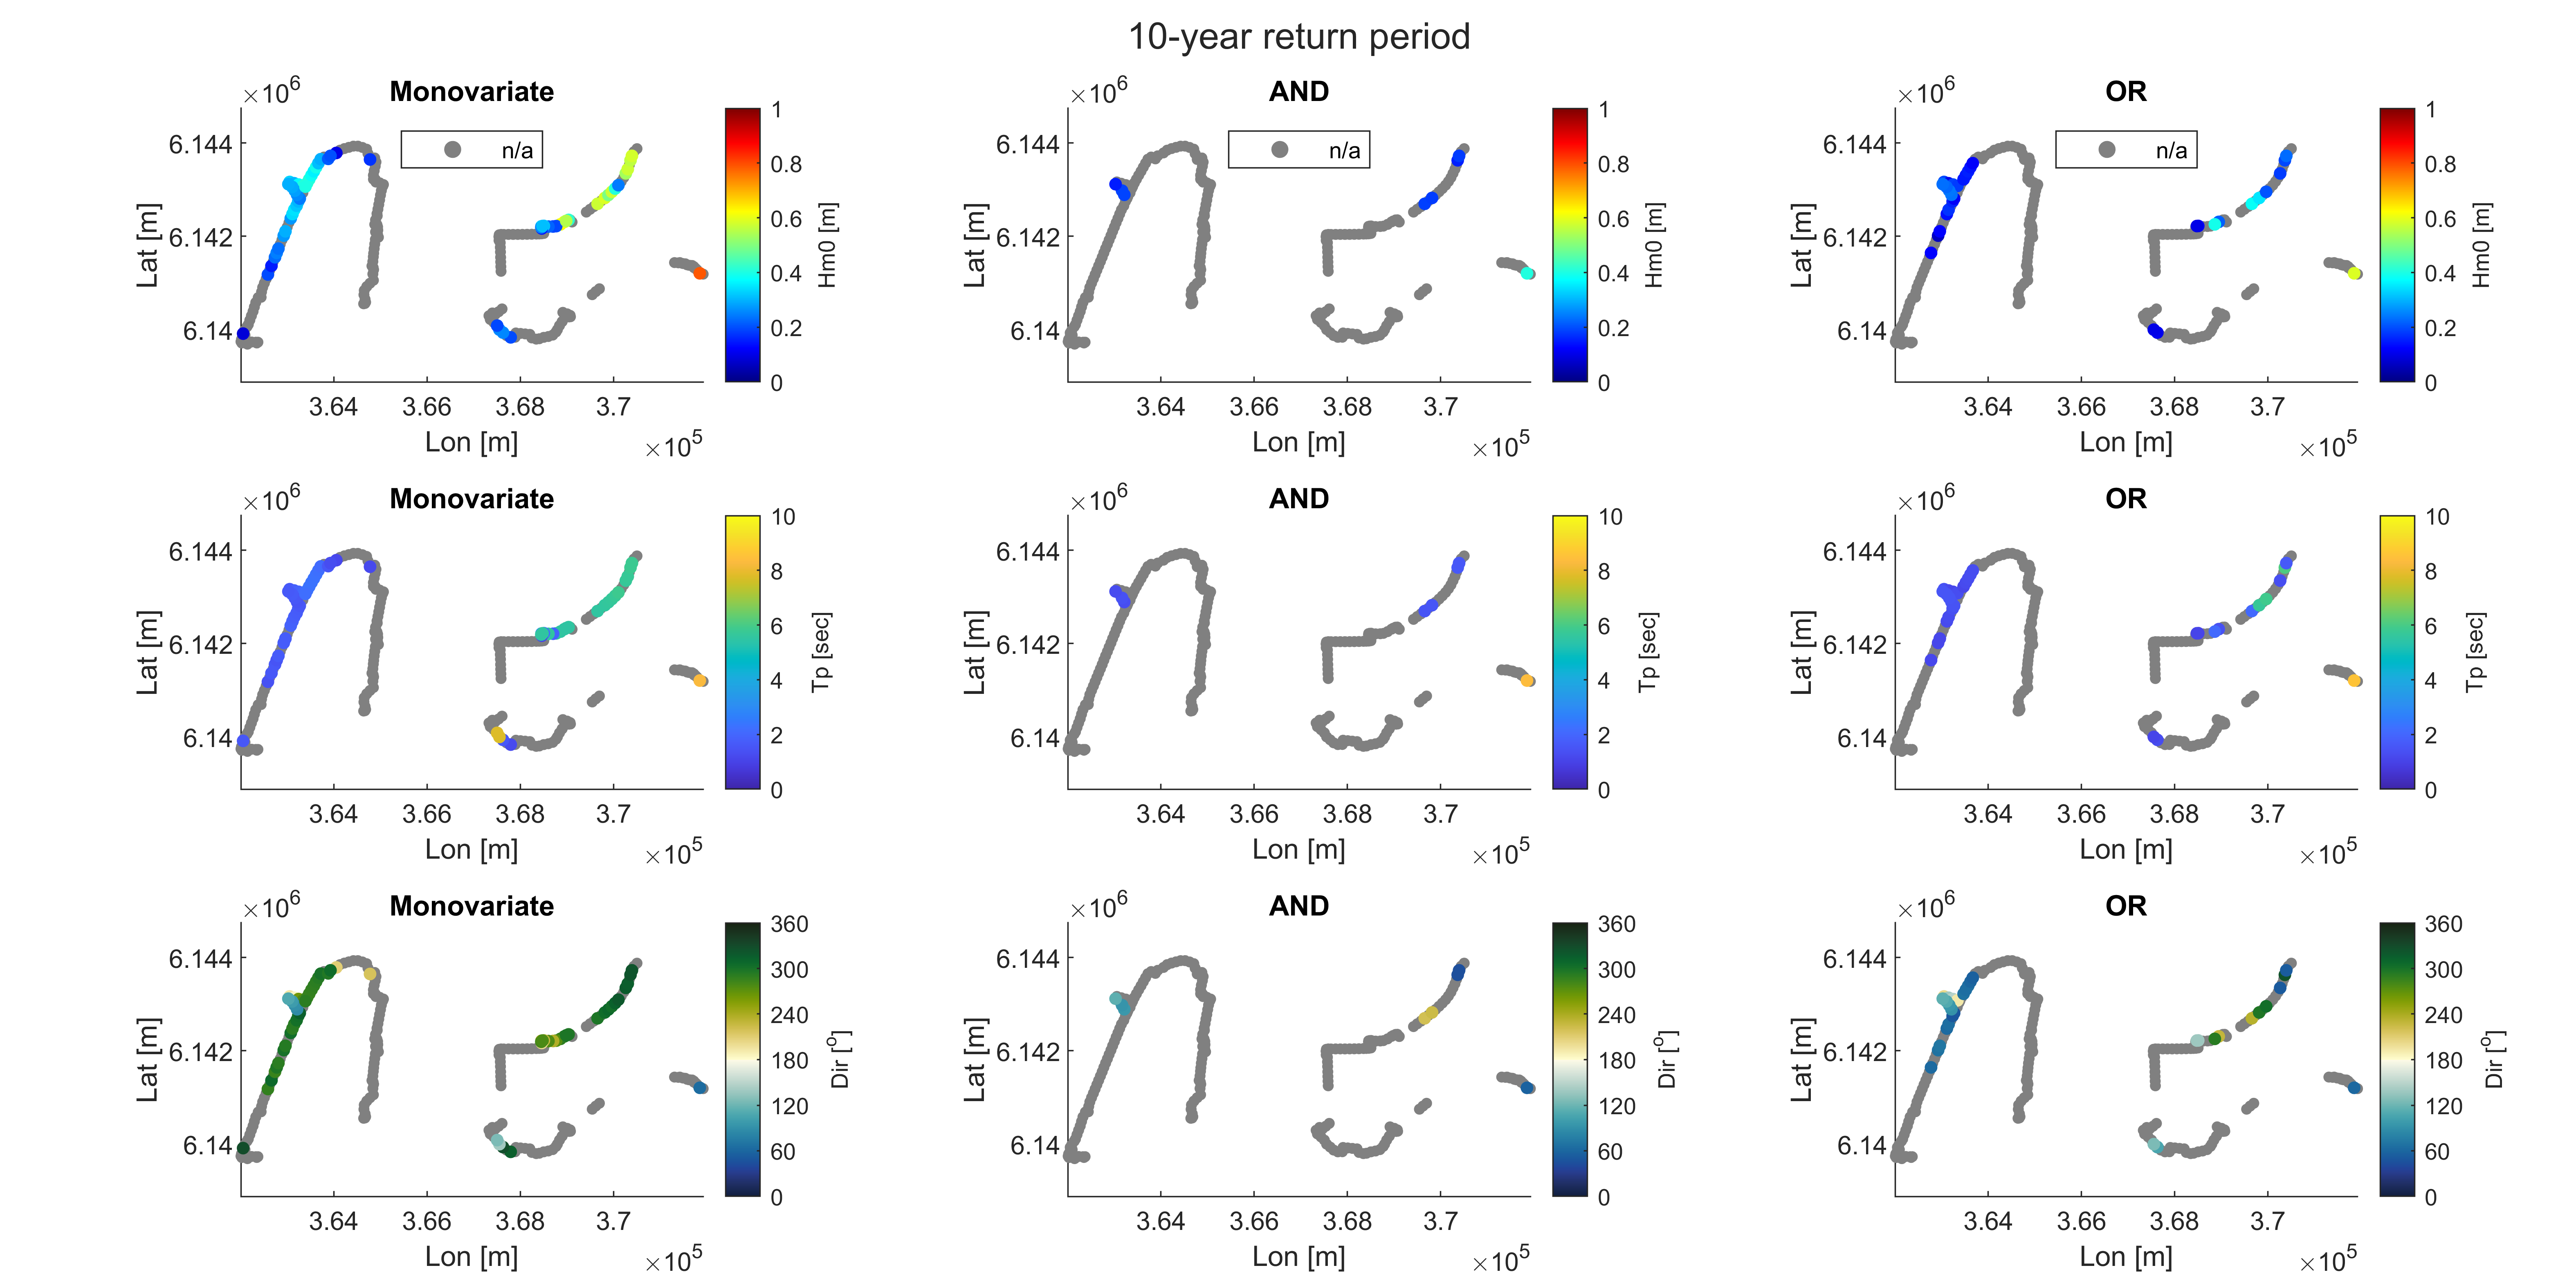 10-year return period
×10^6 Monovariate
n/a
6.144
6.142
6.14
Lat [m]
3.64 3.66 3.68 3.7
Lon [m]
×10^5
1
0.8
0.6
0.4
0.2
0
Hm0 [m]
×10^6 AND
n/a
6.144
6.142
6.14
Lat [m]
3.64 3.66 3.68 3.7
Lon [m]
×10^5
1
0.8
0.6
0.4
0.2
0
Hm0 [m]
×10^6 OR
n/a
6.144
6.142
6.14
Lat [m]
3.64 3.66 3.68 3.7
Lon [m]
×10^5
1
0.8
0.6
0.4
0.2
0
Hm0 [m]
×10^6 Monovariate
6.144
6.142
6.14
Lat [m]
3.64 3.66 3.68 3.7
Lon [m]
×10^5
10
8
6
4
2
0
Tp [sec]
×10^6 AND
6.144
6.142
6.14
Lat [m]
3.64 3.66 3.68 3.7
Lon [m]
×10^5
10
8
6
4
2
0
Tp [sec]
×10^6 OR
6.144
6.142
6.14
Lat [m]
3.64 3.66 3.68 3.7
Lon [m]
×10^5
10
8
6
4
2
0
Tp [sec]
×10^6 Monovariate
6.144
6.142
6.14
Lat [m]
3.64 3.66 3.68 3.7
Lon [m]
×10^5
360
300
240
180
120
60
0
Dir [°]
×10^6 AND
6.144
6.142
6.14
Lat [m]
3.64 3.66 3.68 3.7
Lon [m]
×10^5
360
300
240
180
120
60
0
Dir [°]
×10^6 OR
6.144
6.142
6.14
Lat [m]
3.64 3.66 3.68 3.7
Lon [m]
×10^5
360
300
240
180
120
60
0
Dir [°]